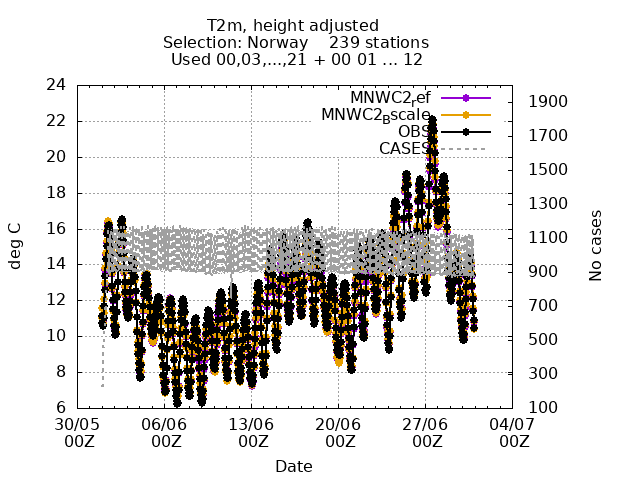 T2m, height adjusted
Selection: Norway 239 stations
Used 00,03,...,21 + 00 01 ... 12
MNWC2ref
MNWC2Bscale
OBS
CASES
deg C
24
22
20
18
16
14
12
10
8
6
No cases
1900
1700
1500
1300
1100
900
700
500
300
100
30/05 06/06 13/06 20/06 27/06 04/07
00Z 00Z 00Z 00Z 00Z 00Z
Date